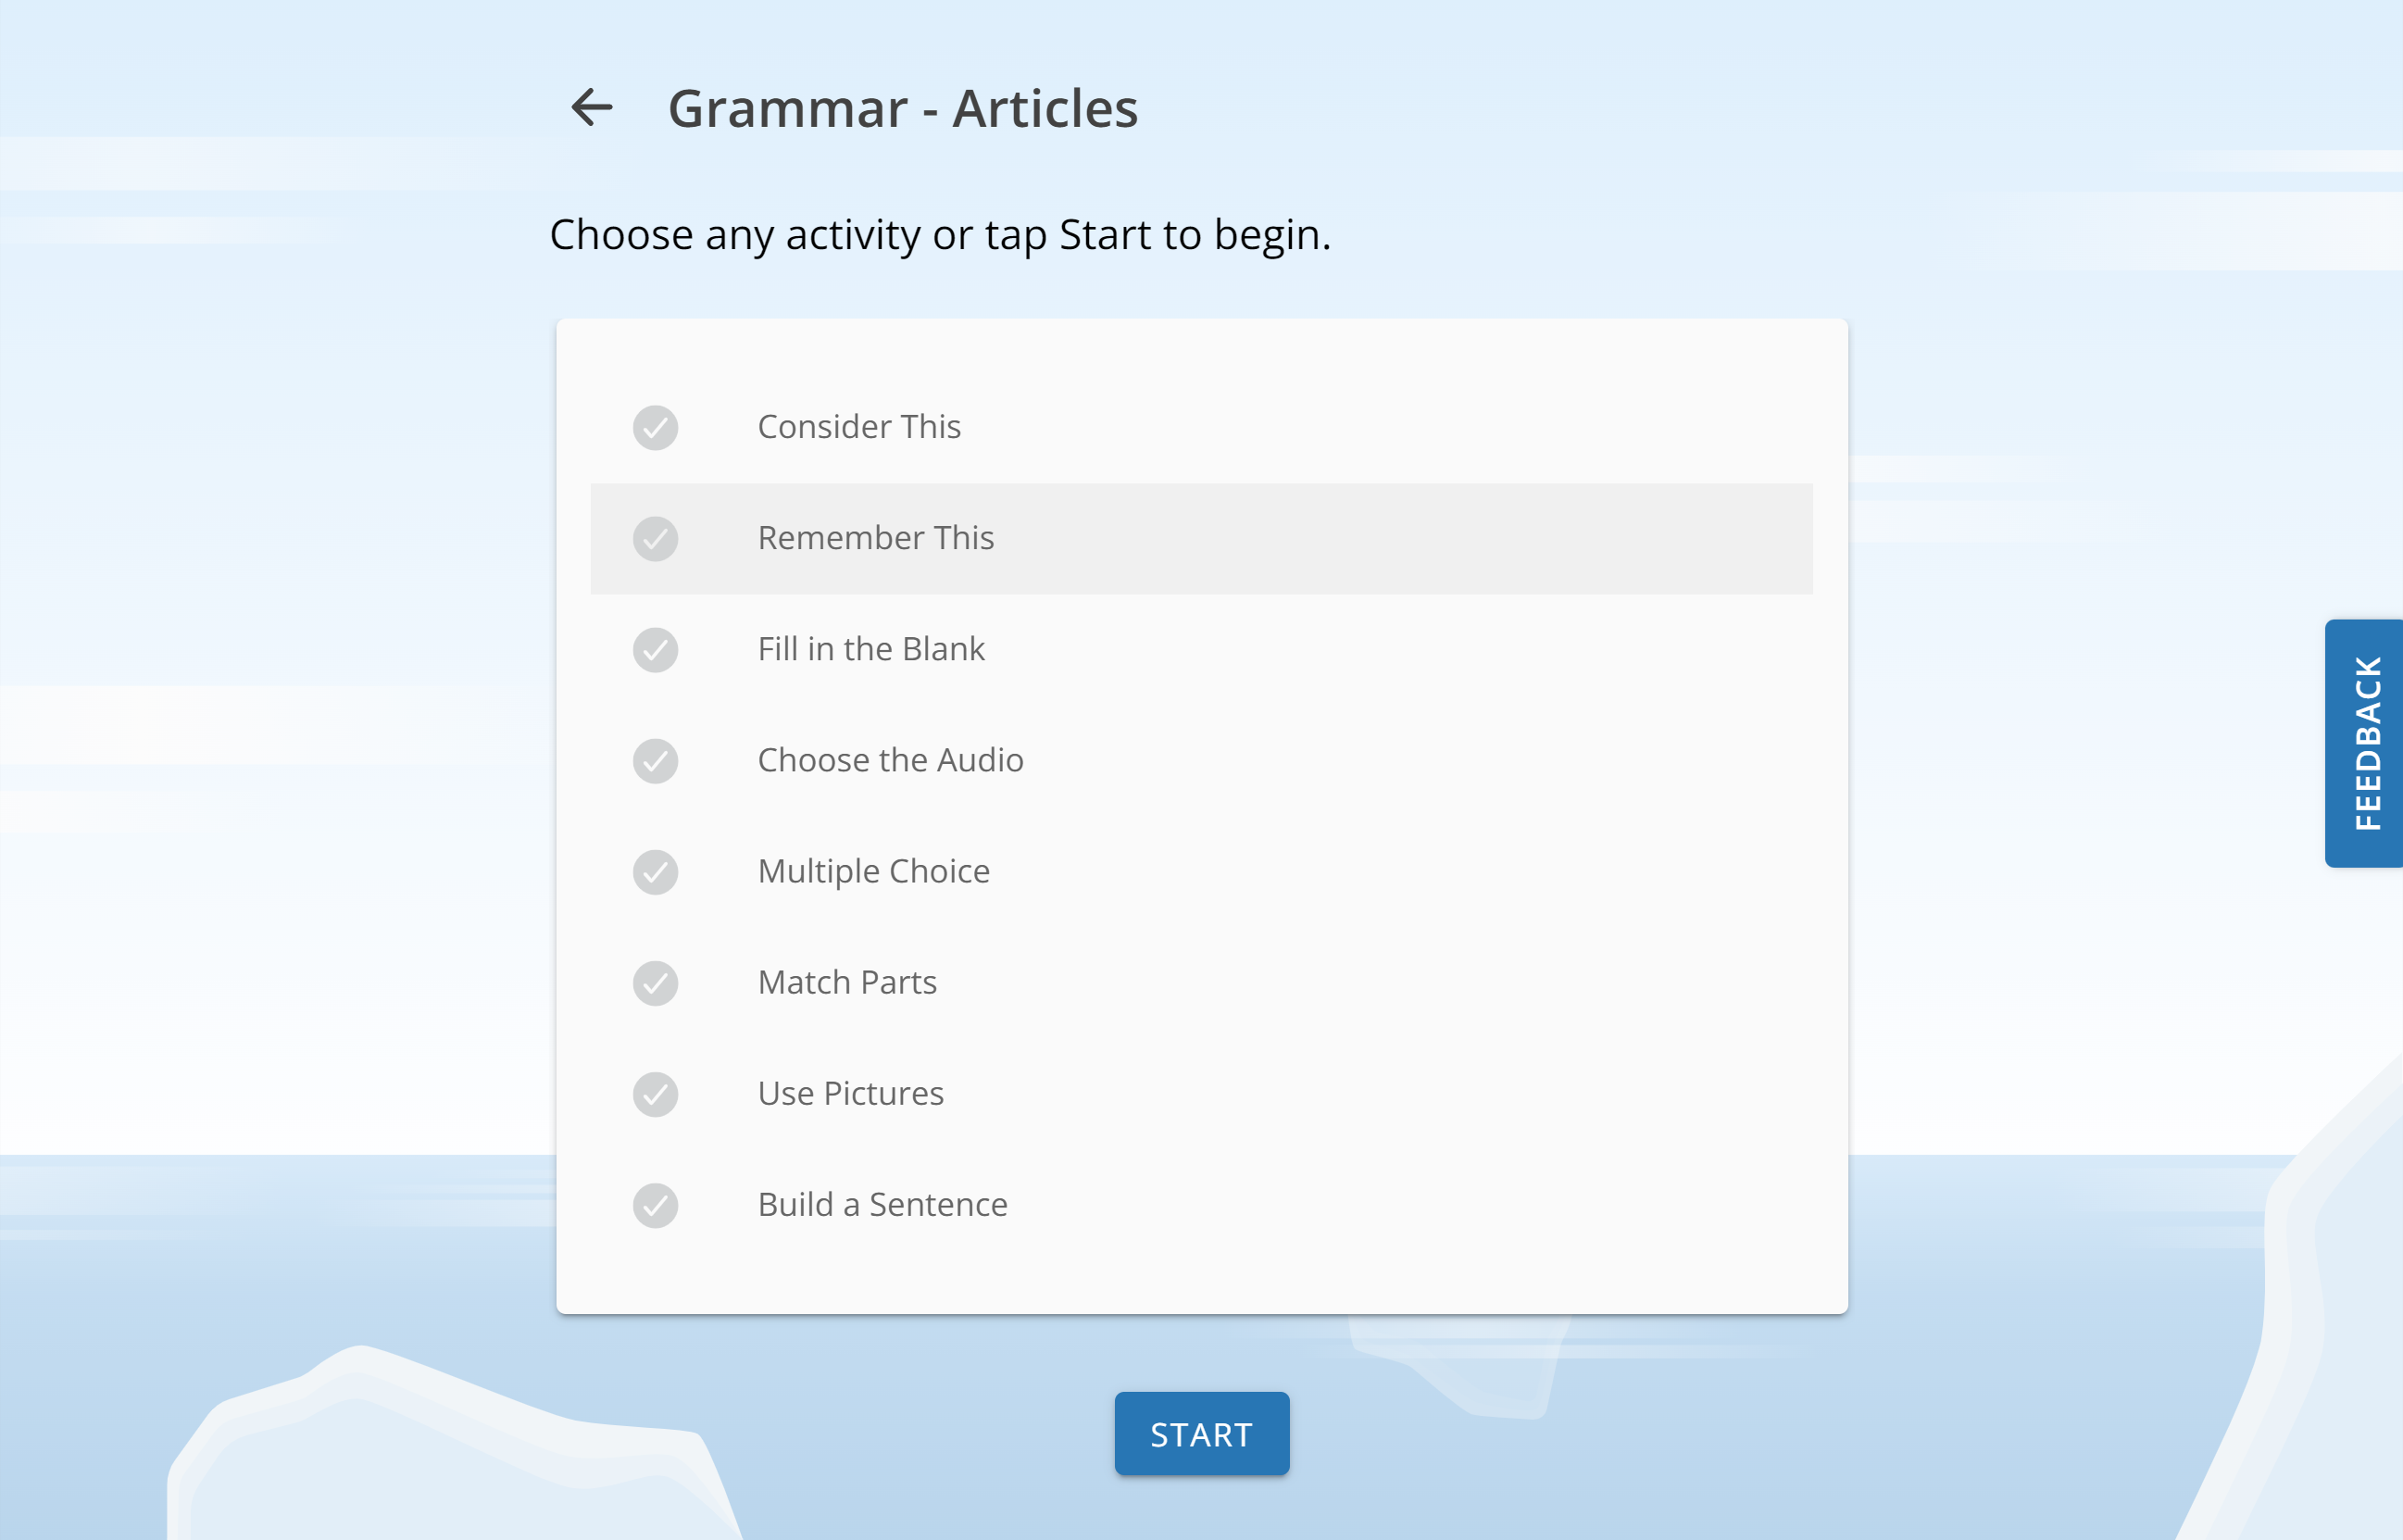 Grammar - Articles
Choose any activity or tap Start to begin.
Consider This
Remember This
Fill in the Blank
Choose the Audio
Multiple Choice
Match Parts
Use Pictures
Build a Sentence
FEEDBACK
START